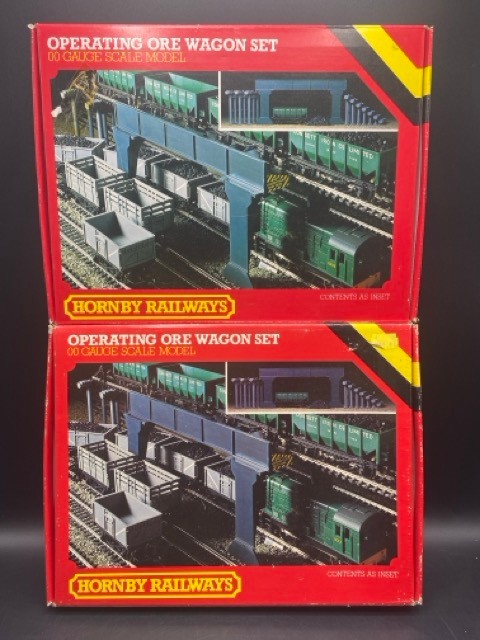 OPERATING ORE WAGON SET
00 GAUGE SCALE MODEL
CONTENTS AS INSET
HORNBY RAILWAYS
OPERATING ORE WAGON SET
00 GAUGE SCALE MODEL
CONTENTS AS INSET
HORNBY RAILWAYS